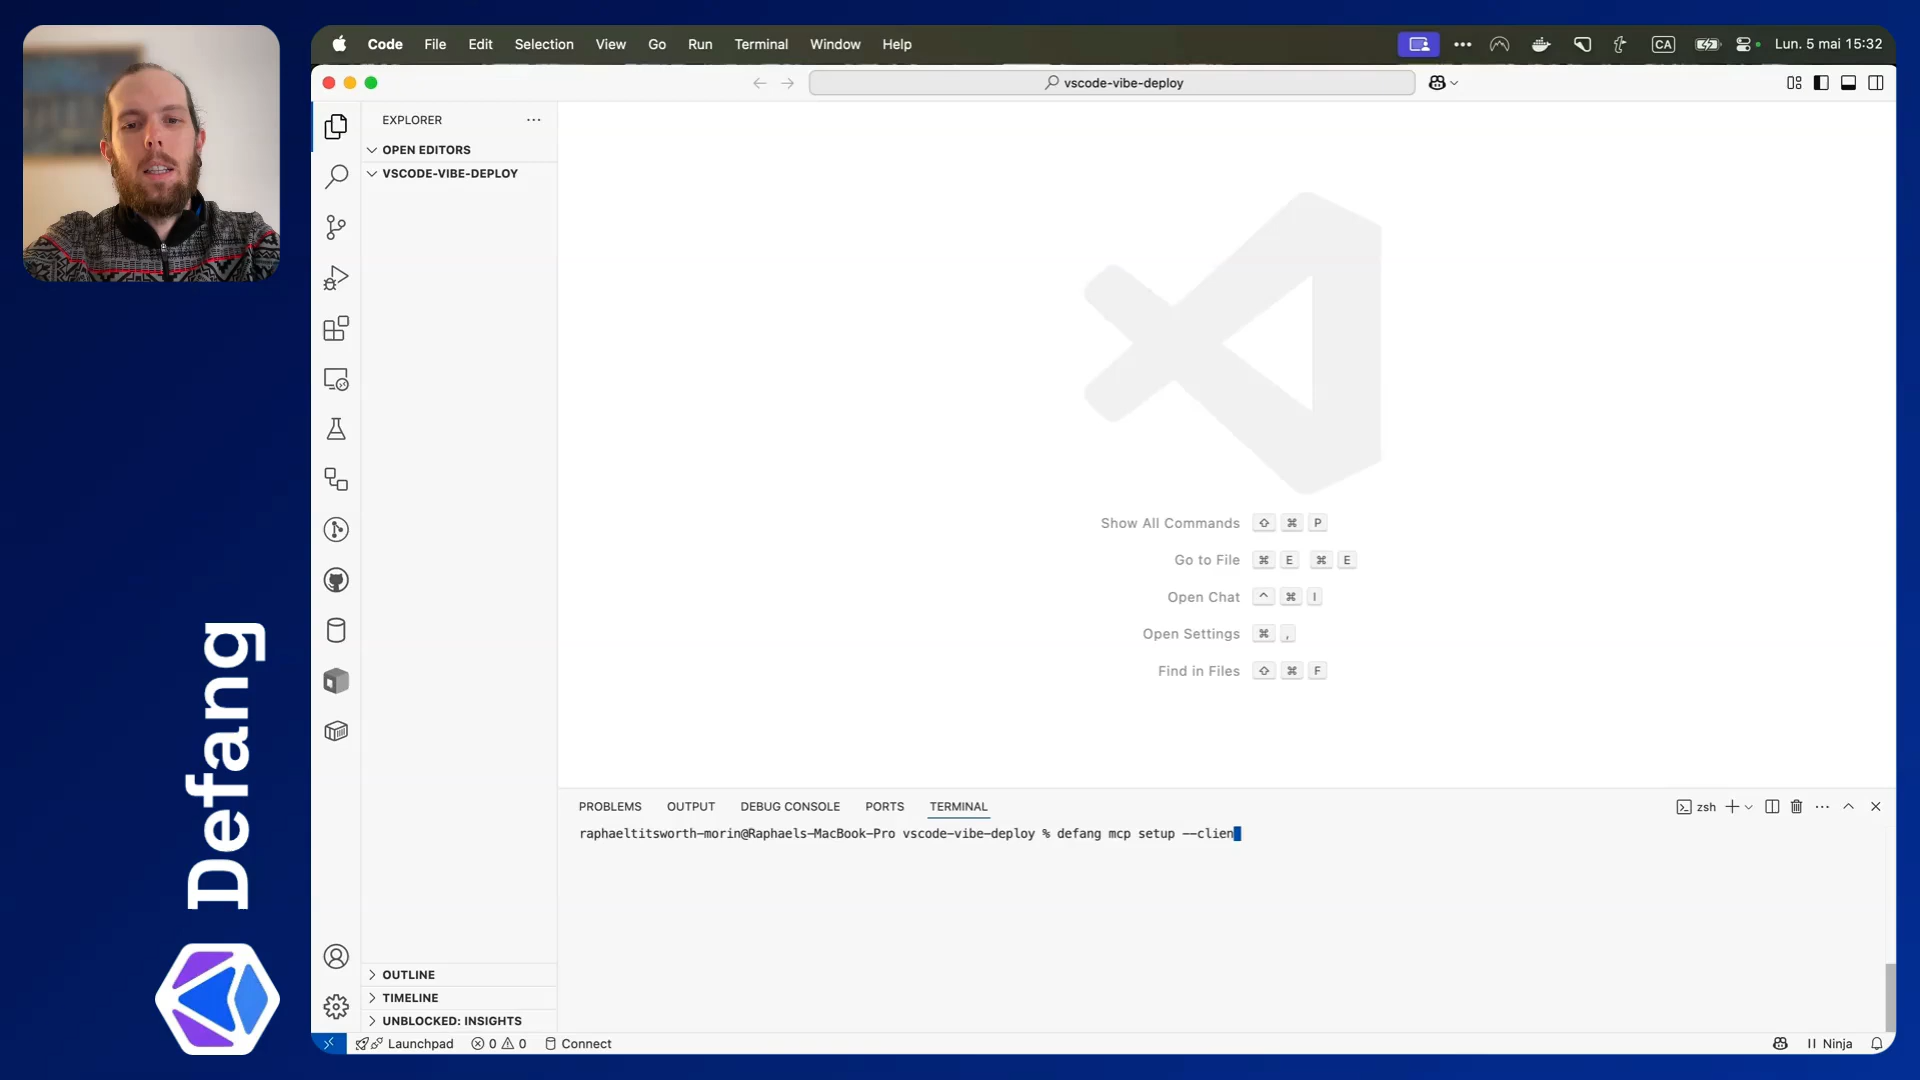 Code File Edit Selection View Go Run Terminal Window Help
CA
Lun. 5 mai 15:32
vscode-vibe-deploy
EXPLORER
OPEN EDITORS
VSCODE-VIBE-DEPLOY
Show All Commands ⇧ ⌘ P
Go to File ⌘ E ⌘ E
Open Chat ^ ⌘ I
Open Settings ⌘ ,
Find in Files ⇧ ⌘ F
PROBLEMS OUTPUT DEBUG CONSOLE PORTS TERMINAL
zsh
raphaeltitsworth-morin@Raphaels-MacBook-Pro vscode-vibe-deploy % defang mcp setup --clien
OUTLINE
TIMELINE
UNBLOCKED: INSIGHTS
Launchpad 0 0 Connect
Ninja
Defang